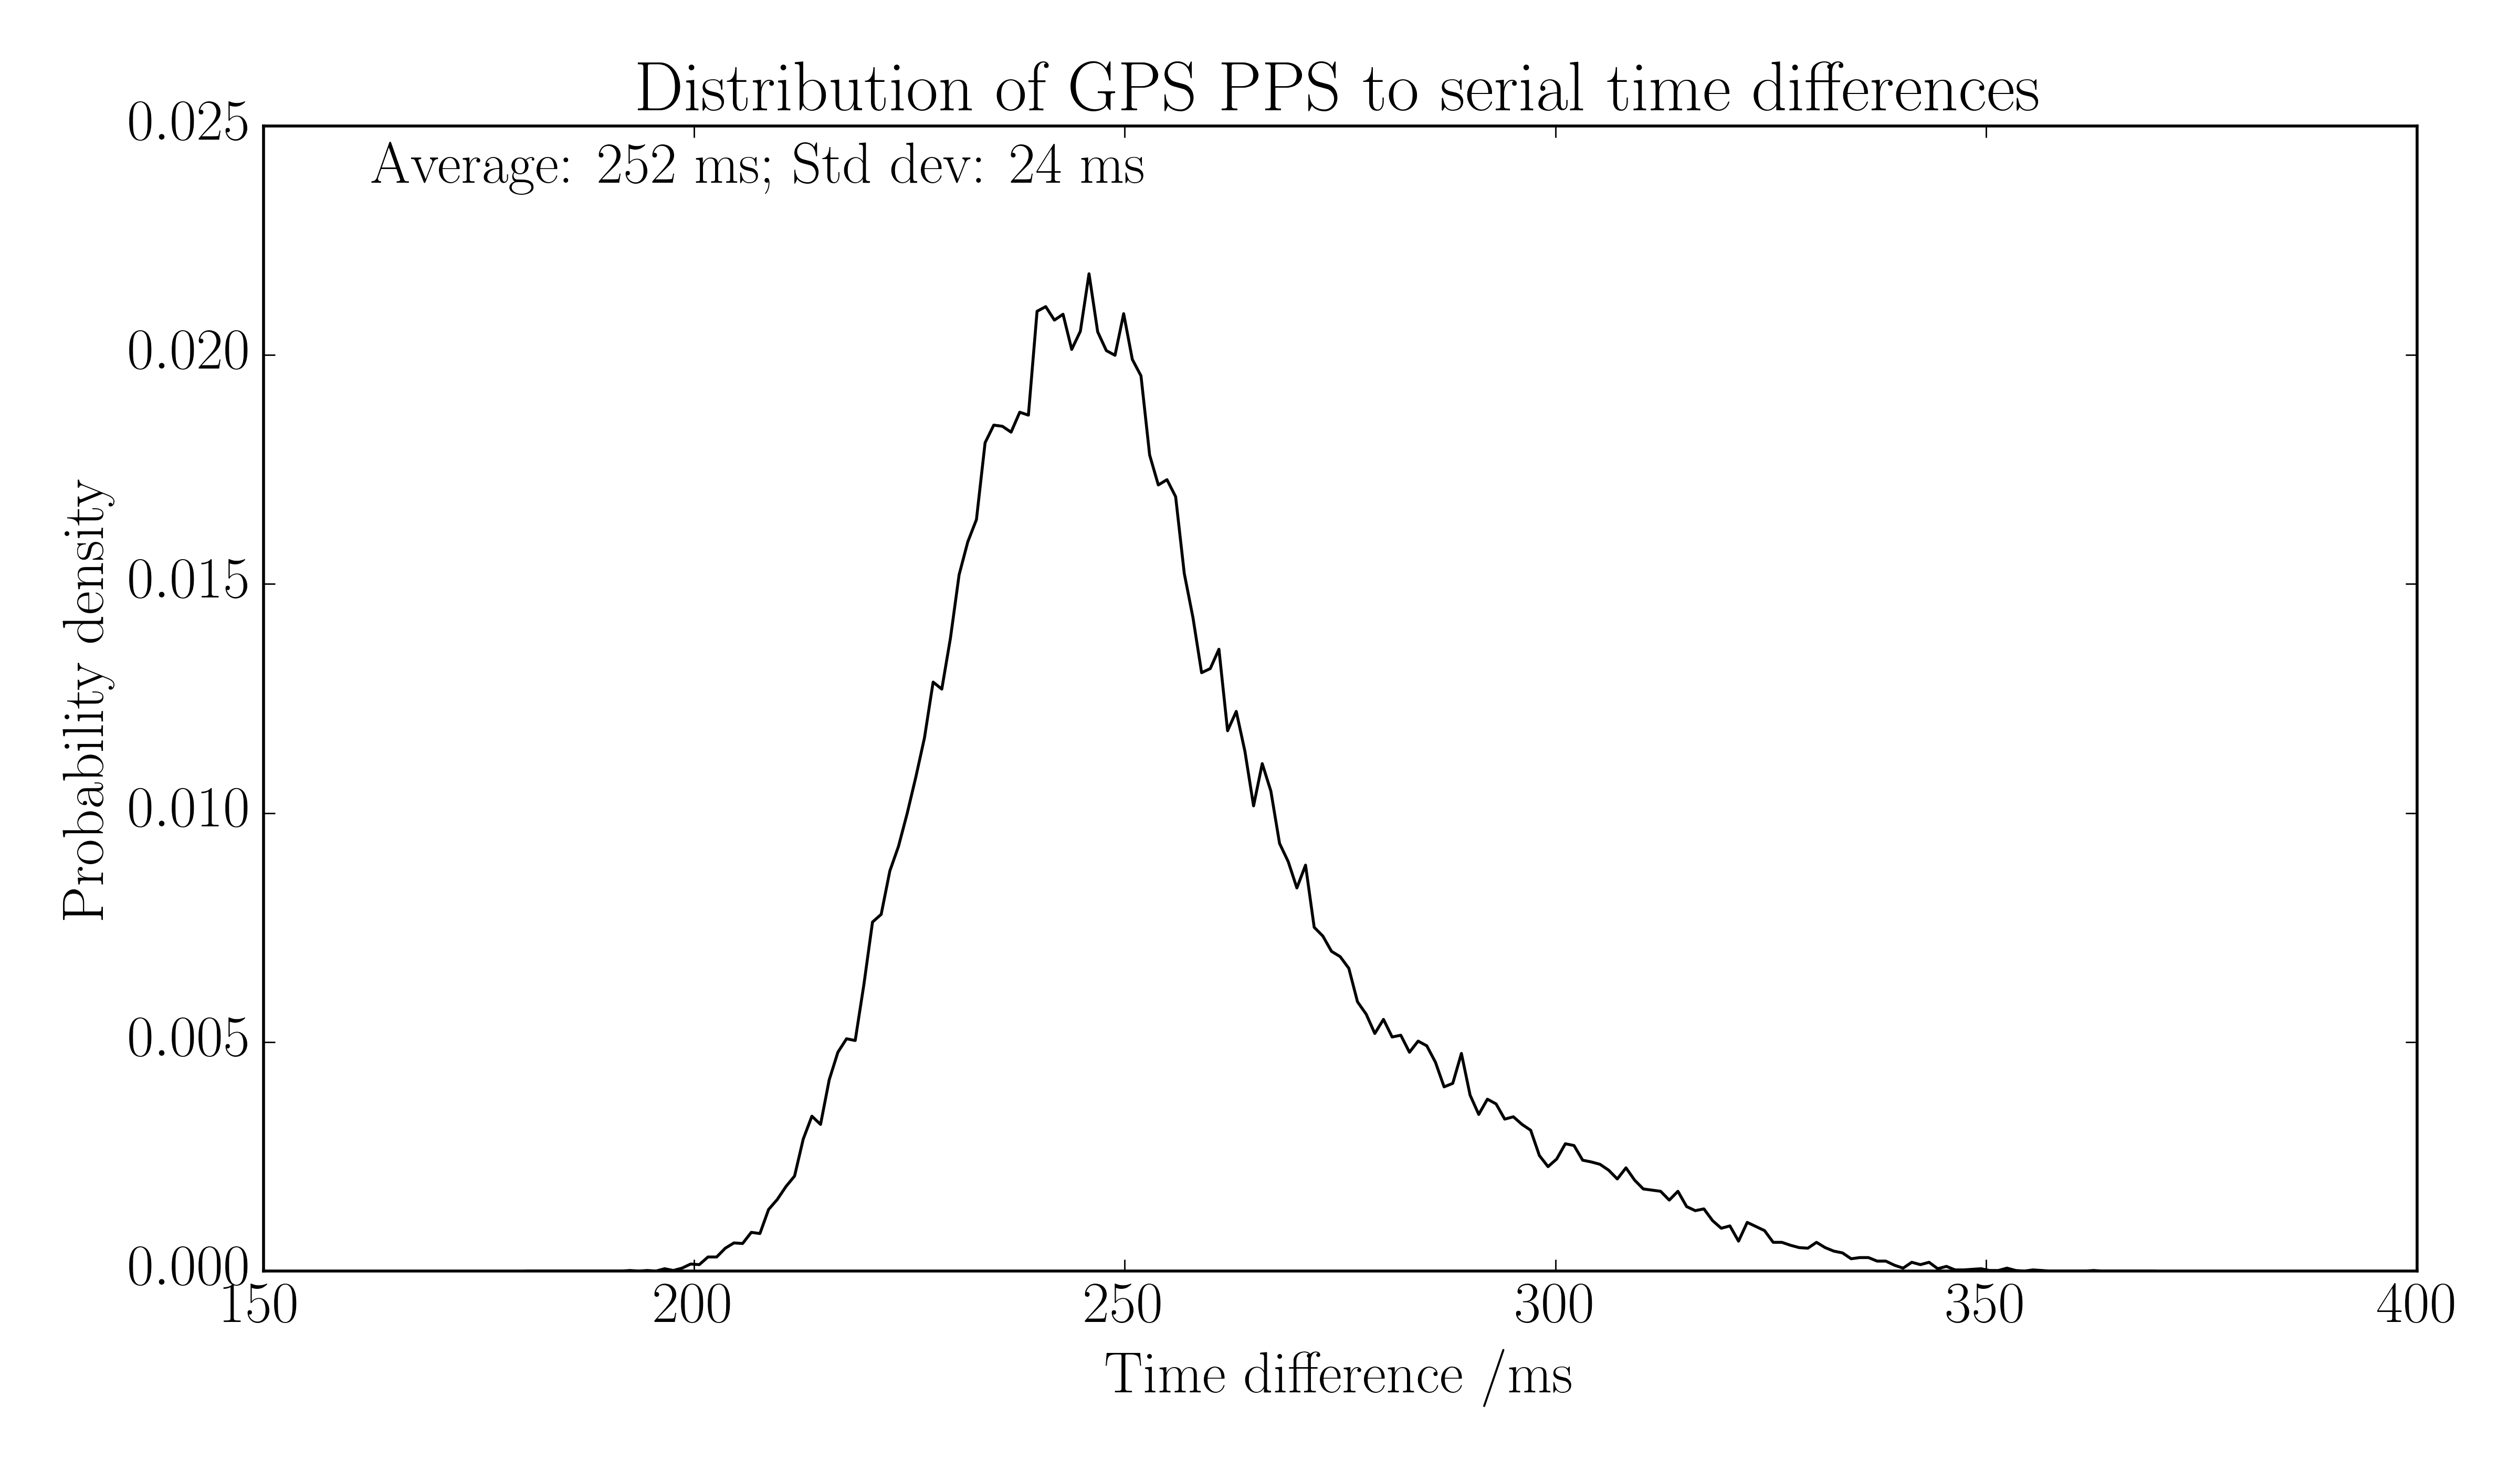 Distribution of GPS PPS to serial time differences
Average: 252 ms; Std dev: 24 ms
0.025
0.020
0.015
0.010
0.005
0.000
Probability density
150 200 250 300 350 400
Time difference /ms